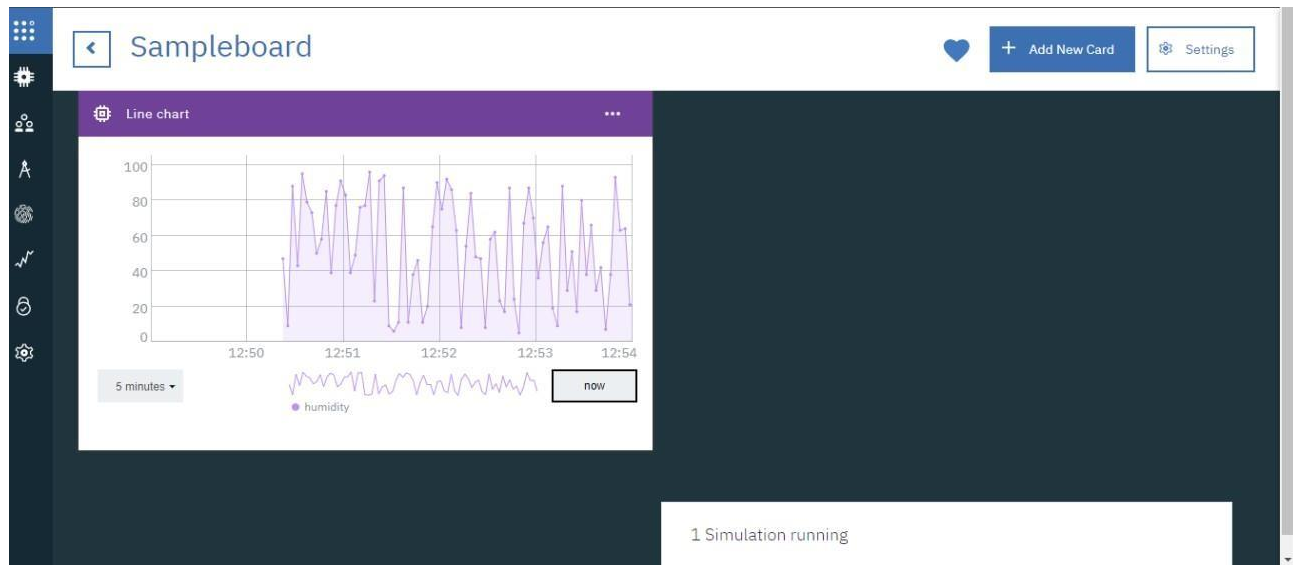 Sampleboard
+ Add New Card
Settings
Line chart
100
80
60
40
20
0
12:50 12:51 12:52 12:53 12:54
5 minutes
now
humidity
1 Simulation running